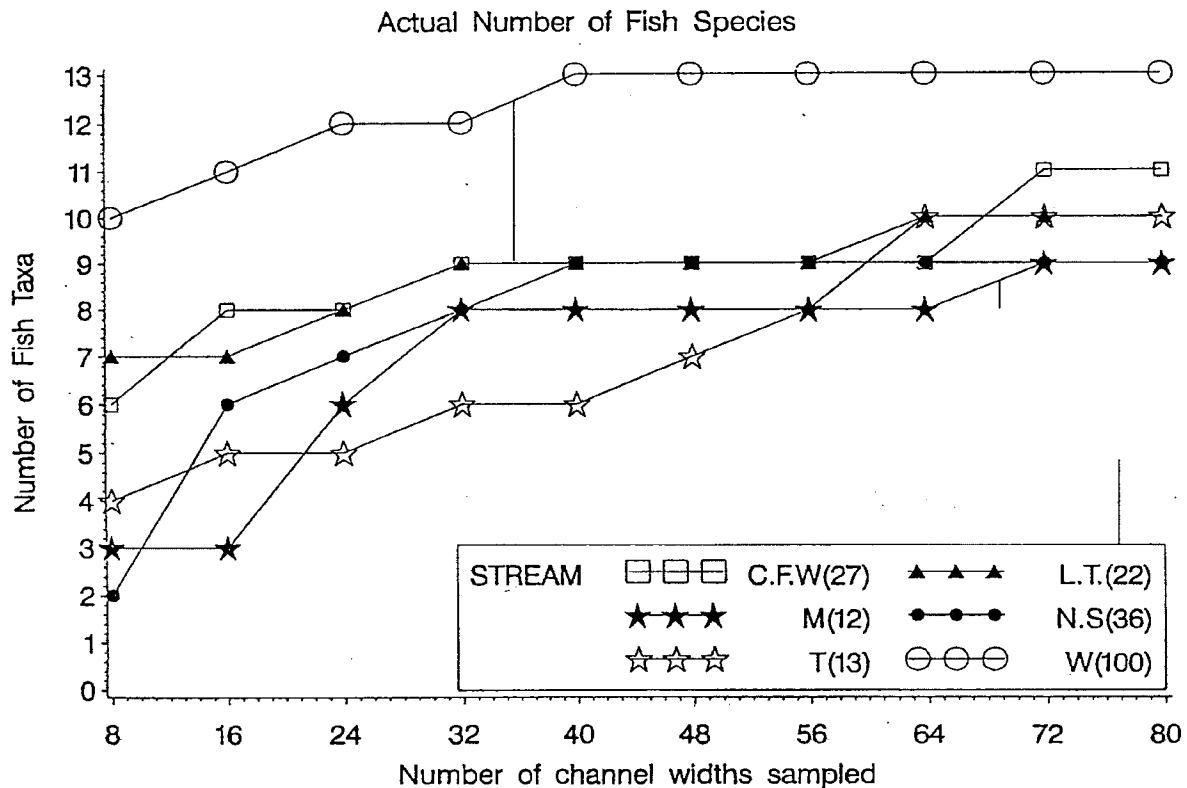 Actual Number of Fish Species
13
12
11
10
9
8
7
6
5
4
3
2
1
0
Number of Fish Taxa
STREAM C.F.W(27) L.T.(22)
M(12) N.S(36)
T(13) W(100)
8 16 24 32 40 48 56 64 72 80
Number of channel widths sampled